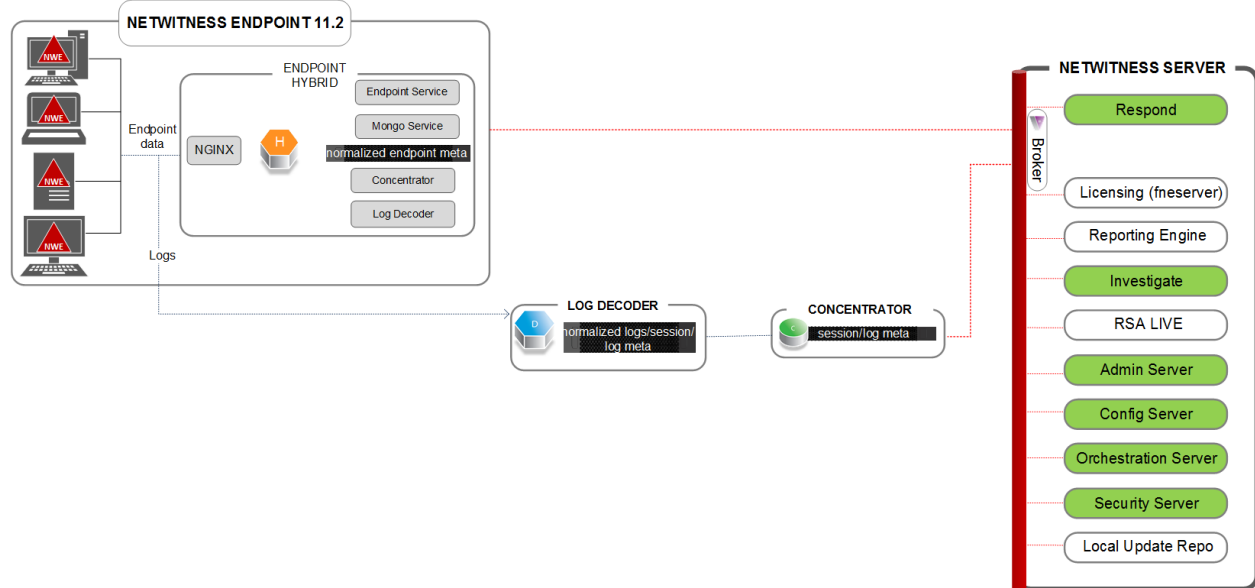 NETWITNESS ENDPOINT 11.2
NWE
NWE
NWE
NWE
Endpoint
data
Logs
ENDPOINT
HYBRID
NGINX
H
Endpoint Service
Mongo Service
normalized endpoint meta
Concentrator
Log Decoder
LOG DECODER
D
normalized logs/session/
log meta
CONCENTRATOR
C
session/log meta
NETWITNESS SERVER
Broker
Respond
Licensing (fneserver)
Reporting Engine
Investigate
RSA LIVE
Admin Server
Config Server
Orchestration Server
Security Server
Local Update Repo